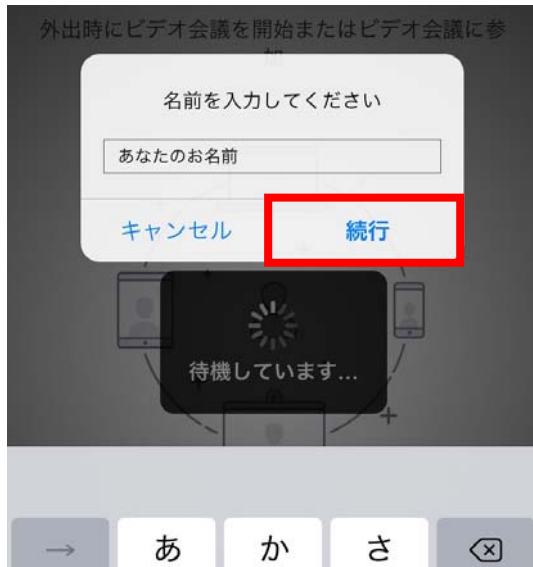 外出時にビデオ会議を開始またはビデオ会議に参
加
名前を入力してください
あなたのお名前
キャンセル 続行
待機しています...
→ あ か さ